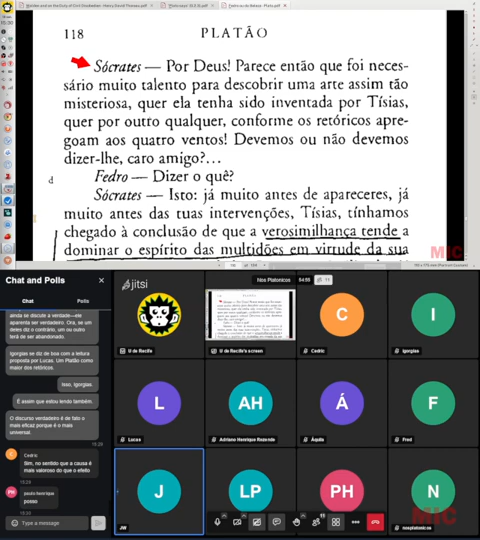 118 PLATÃO
Sócrates — Por Deus! Parece então que foi neces-
sário muito talento para descobrir uma arte assim tão
misteriosa, quer ela tenha sido inventada por Tísias,
quer por outro qualquer, conforme os retóricos apre-
goam aos quatro ventos! Devemos ou não devemos
dizer-lhe, caro amigo?...
d Fedro — Dizer o quê?
Sócrates — Isto: já muito antes de apareceres, já
muito antes das tuas intervenções, Tísias, tínhamos
chegado à conclusão de que a verosimilhança tende a
dominar o espírito das multidões em virtude da sua
MIC
Chat and Polls
Chat Polls
ainda se discute a verdade—ele
aparenta ser verdadeiro. Ora, se um
deles diz o contrário, um ou outro
terá de ser abandonado.
Igorgias se diz de boa com a leitura
proposta por Lucas. Um Platão como
maior dos retóricos.
Isso, Igorgias.
É assim que estou lendo também.
O discurso verdadeiro é de fato o
mais eficaz porque é o mais
universal.
Cedric
Sim, no sentido que a causa é
mais valoroso do que o efeito
PH
paulo henrique
posso
Type a message
jitsi
Nos Platonicos
U de Recife
U de Recife's screen
C
Cedric
I
Igorgias
L
Lucas
AH
Adriano Henrique Rezende
Á
Áquila
F
Fred
J
JW
LP
PH
N
neoplatonicos
MIC